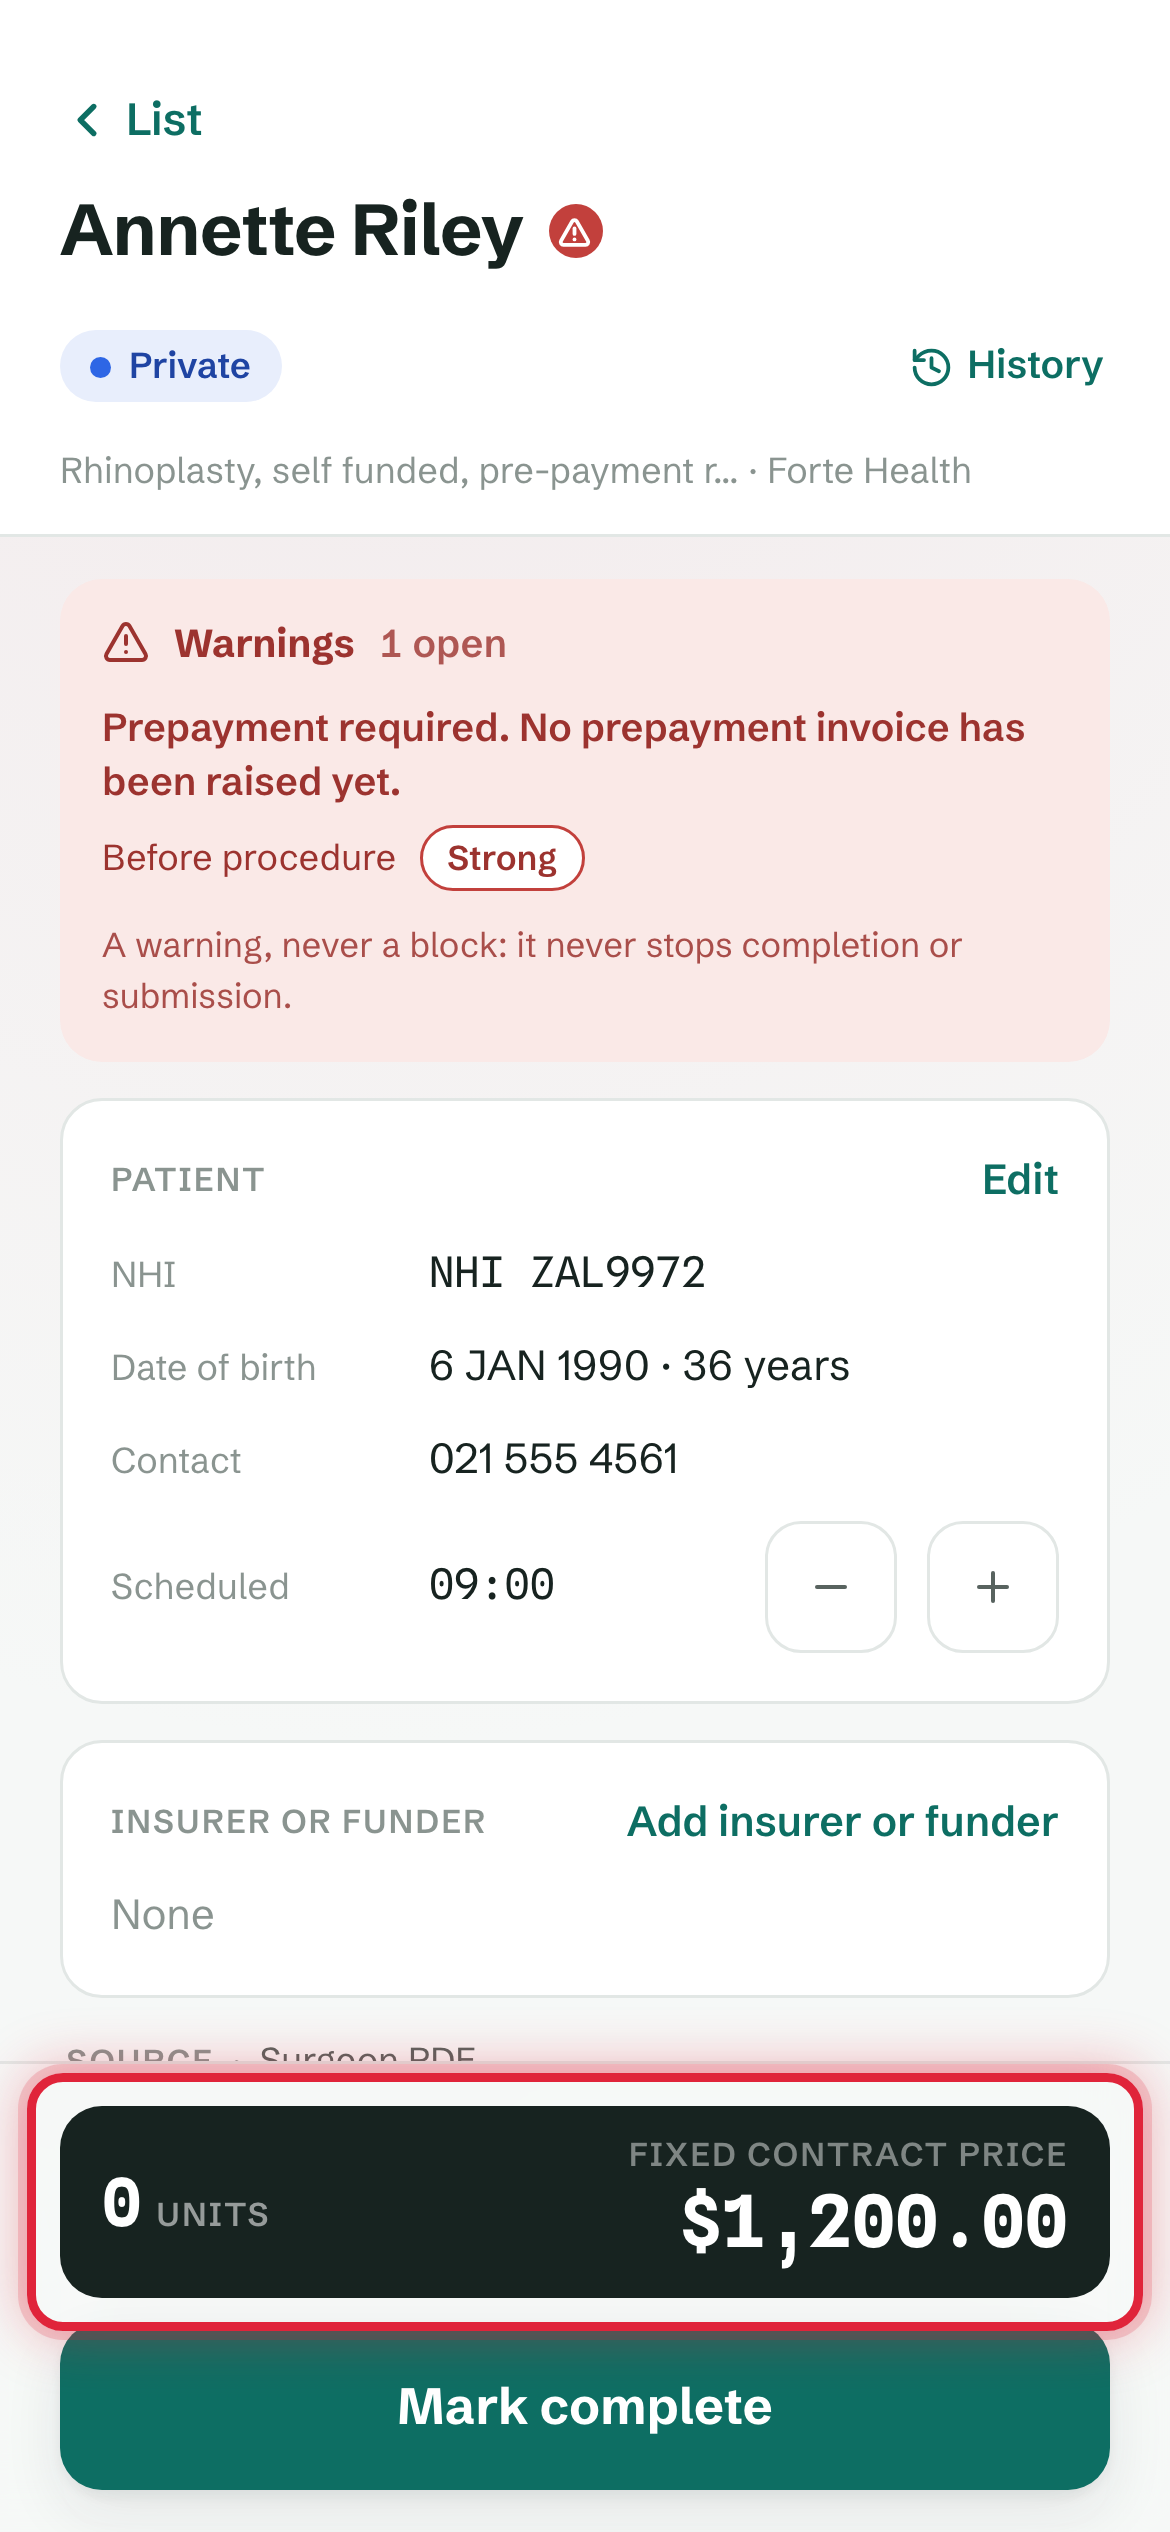 List
Annette Riley
Private
History
Rhinoplasty, self funded, pre-payment r... · Forte Health
Warnings 1 open
Prepayment required. No prepayment invoice has
been raised yet.
Before procedure Strong
A warning, never a block: it never stops completion or
submission.
PATIENT Edit
NHI NHI ZAL9972
Date of birth 6 JAN 1990 · 36 years
Contact 021 555 4561
Scheduled 09:00
INSURER OR FUNDER Add insurer or funder
None
SOURCE · Surgeon PDF
FIXED CONTRACT PRICE
0 UNITS $1,200.00
Mark complete